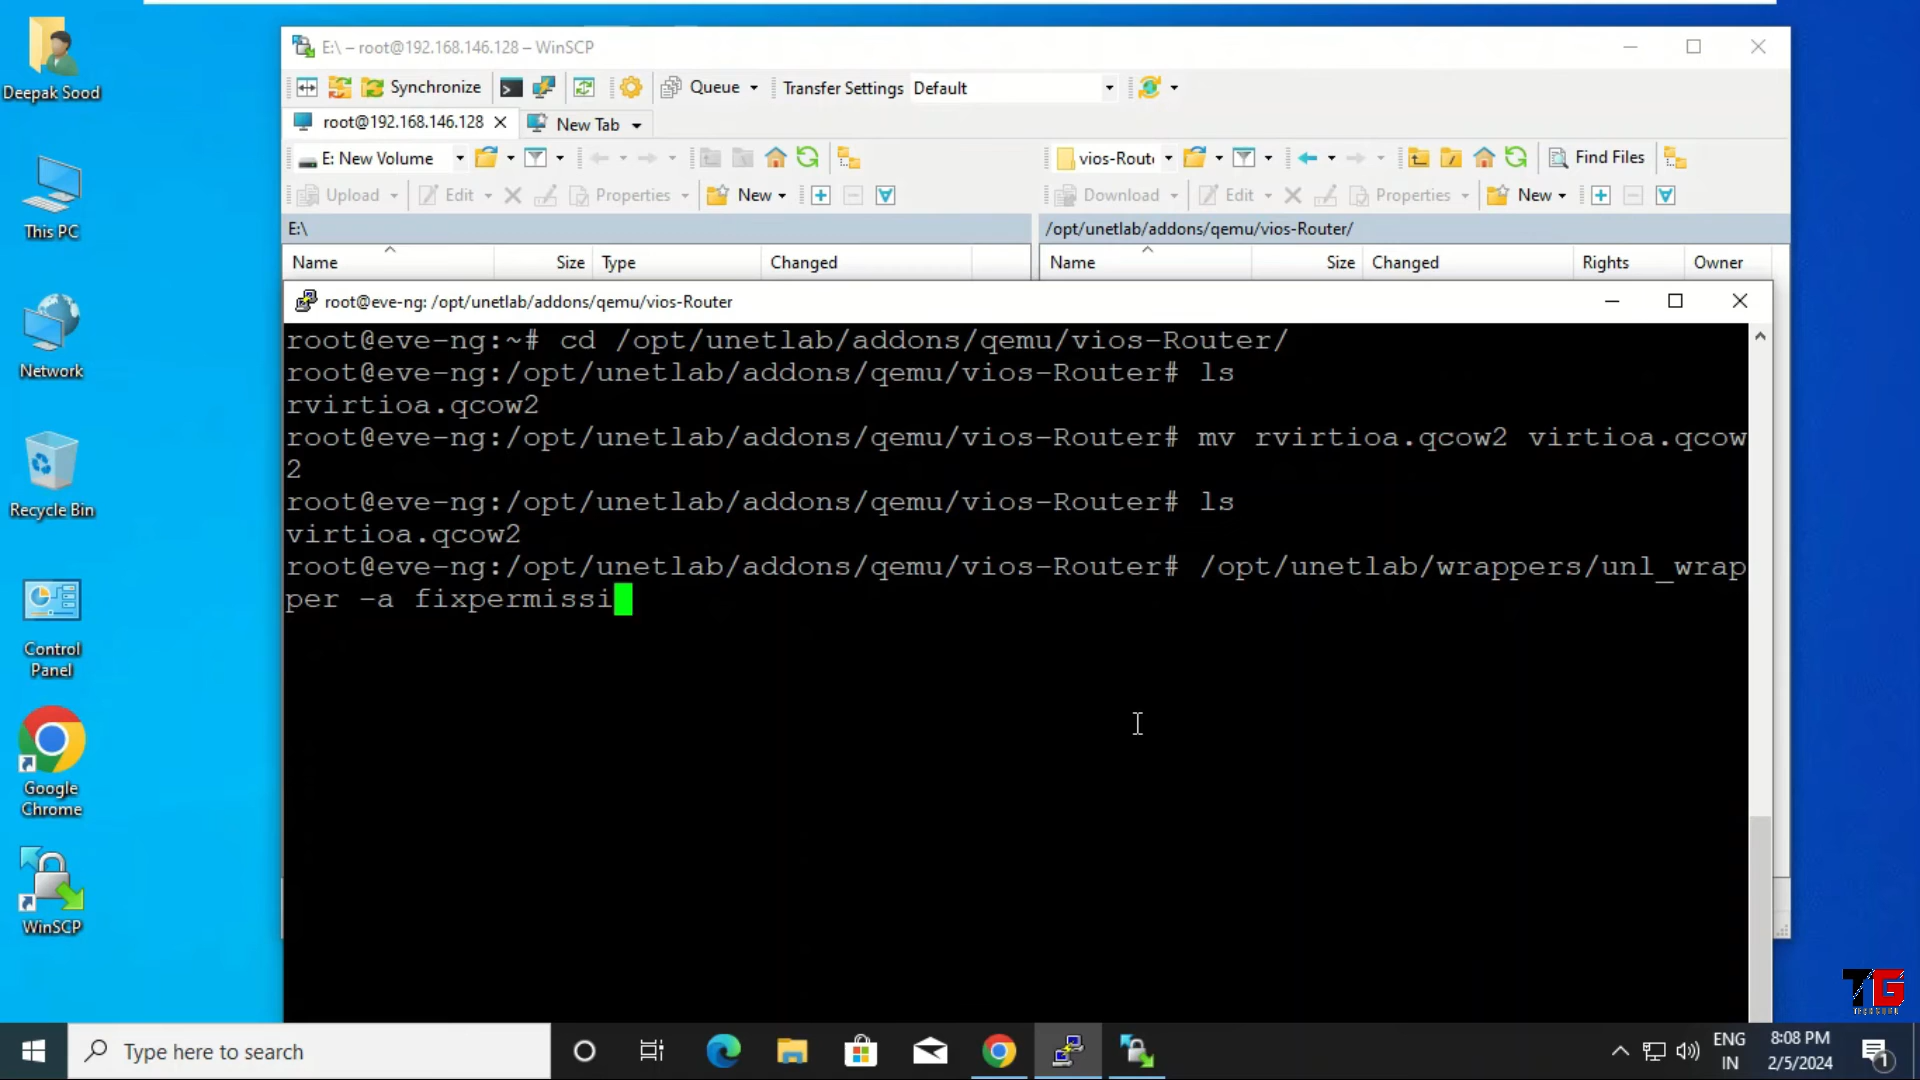 Deepak Sood
This PC
Network
Recycle Bin
Control
Panel
Google
Chrome
WinSCP
E:\ – root@192.168.146.128 – WinSCP
Synchronize
Queue
Transfer Settings Default
root@192.168.146.128
New Tab
E: New Volume
vios-Route
Find Files
Upload
Edit
Properties
New
Download
Edit
Properties
New
E:\
/opt/unetlab/addons/qemu/vios-Router/
Name Size Type Changed
Name Size Changed Rights Owner
root@eve-ng: /opt/unetlab/addons/qemu/vios-Router
root@eve-ng:~# cd /opt/unetlab/addons/qemu/vios-Router/
root@eve-ng:/opt/unetlab/addons/qemu/vios-Router# ls
rvirtioa.qcow2
root@eve-ng:/opt/unetlab/addons/qemu/vios-Router# mv rvirtioa.qcow2 virtioa.qcow
2
root@eve-ng:/opt/unetlab/addons/qemu/vios-Router# ls
virtioa.qcow2
root@eve-ng:/opt/unetlab/addons/qemu/vios-Router# /opt/unetlab/wrappers/unl_wrap
per -a fixpermissi
TG
Type here to search
ENG
IN
8:08 PM
2/5/2024
1